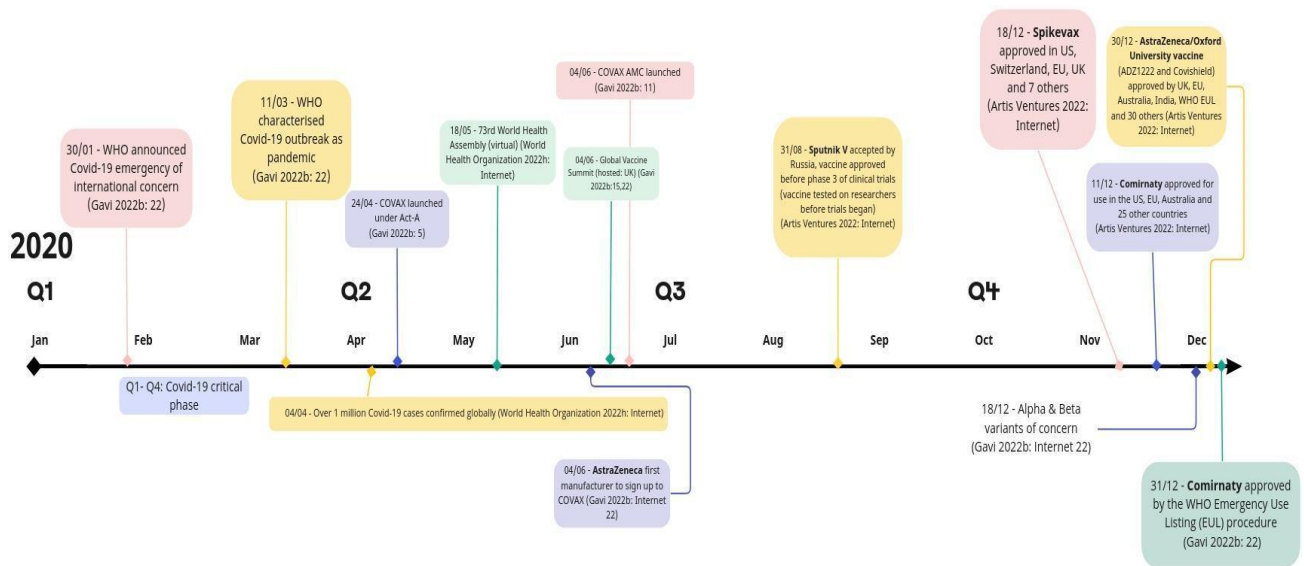 30/01 - WHO announced
Covid-19 emergency of
international concern
(Gavi 2022b: 22)
11/03 - WHO
characterised
Covid-19 outbreak as
pandemic
(Gavi 2022b: 22)
24/04 - COVAX launched
under Act-A
(Gavi 2022b: 5)
18/05 - 73rd World Health
Assembly (virtual) (World
Health Organization 2022h:
Internet)
04/06 - COVAX AMC launched
(Gavi 2022b: 11)
04/06 - Global Vaccine
Summit (hosted: UK) (Gavi
2022b:15,22)
31/08 - Sputnik V accepted by
Russia, vaccine approved
before phase 3 of clinical trials
(vaccine tested on researchers
before trials began)
(Artis Ventures 2022: Internet)
18/12 - Spikevax
approved in US,
Switzerland, EU, UK
and 7 others
(Artis Ventures 2022:
Internet)
30/12 - AstraZeneca/Oxford
University vaccine
(ADZ1222 and Covishield)
approved by UK, EU,
Australia, India, WHO EUL
and 30 others (Artis Ventures
2022: Internet)
11/12 - Comirnaty approved for
use in the US, EU, Australia and
25 other countries
(Artis Ventures 2022: Internet)
2020
Q1
Q2
Q3
Q4
Jan
Feb
Mar
Apr
May
Jun
Jul
Aug
Sep
Oct
Nov
Dec
Q1- Q4: Covid-19 critical
phase
04/04 - Over 1 million Covid-19 cases confirmed globally (World Health Organization 2022h: Internet)
04/06 - AstraZeneca first
manufacturer to sign up to
COVAX (Gavi 2022b: Internet
22)
18/12 - Alpha & Beta
variants of concern
(Gavi 2022b: Internet 22)
31/12 - Comirnaty approved
by the WHO Emergency Use
Listing (EUL) procedure
(Gavi 2022b: 22)